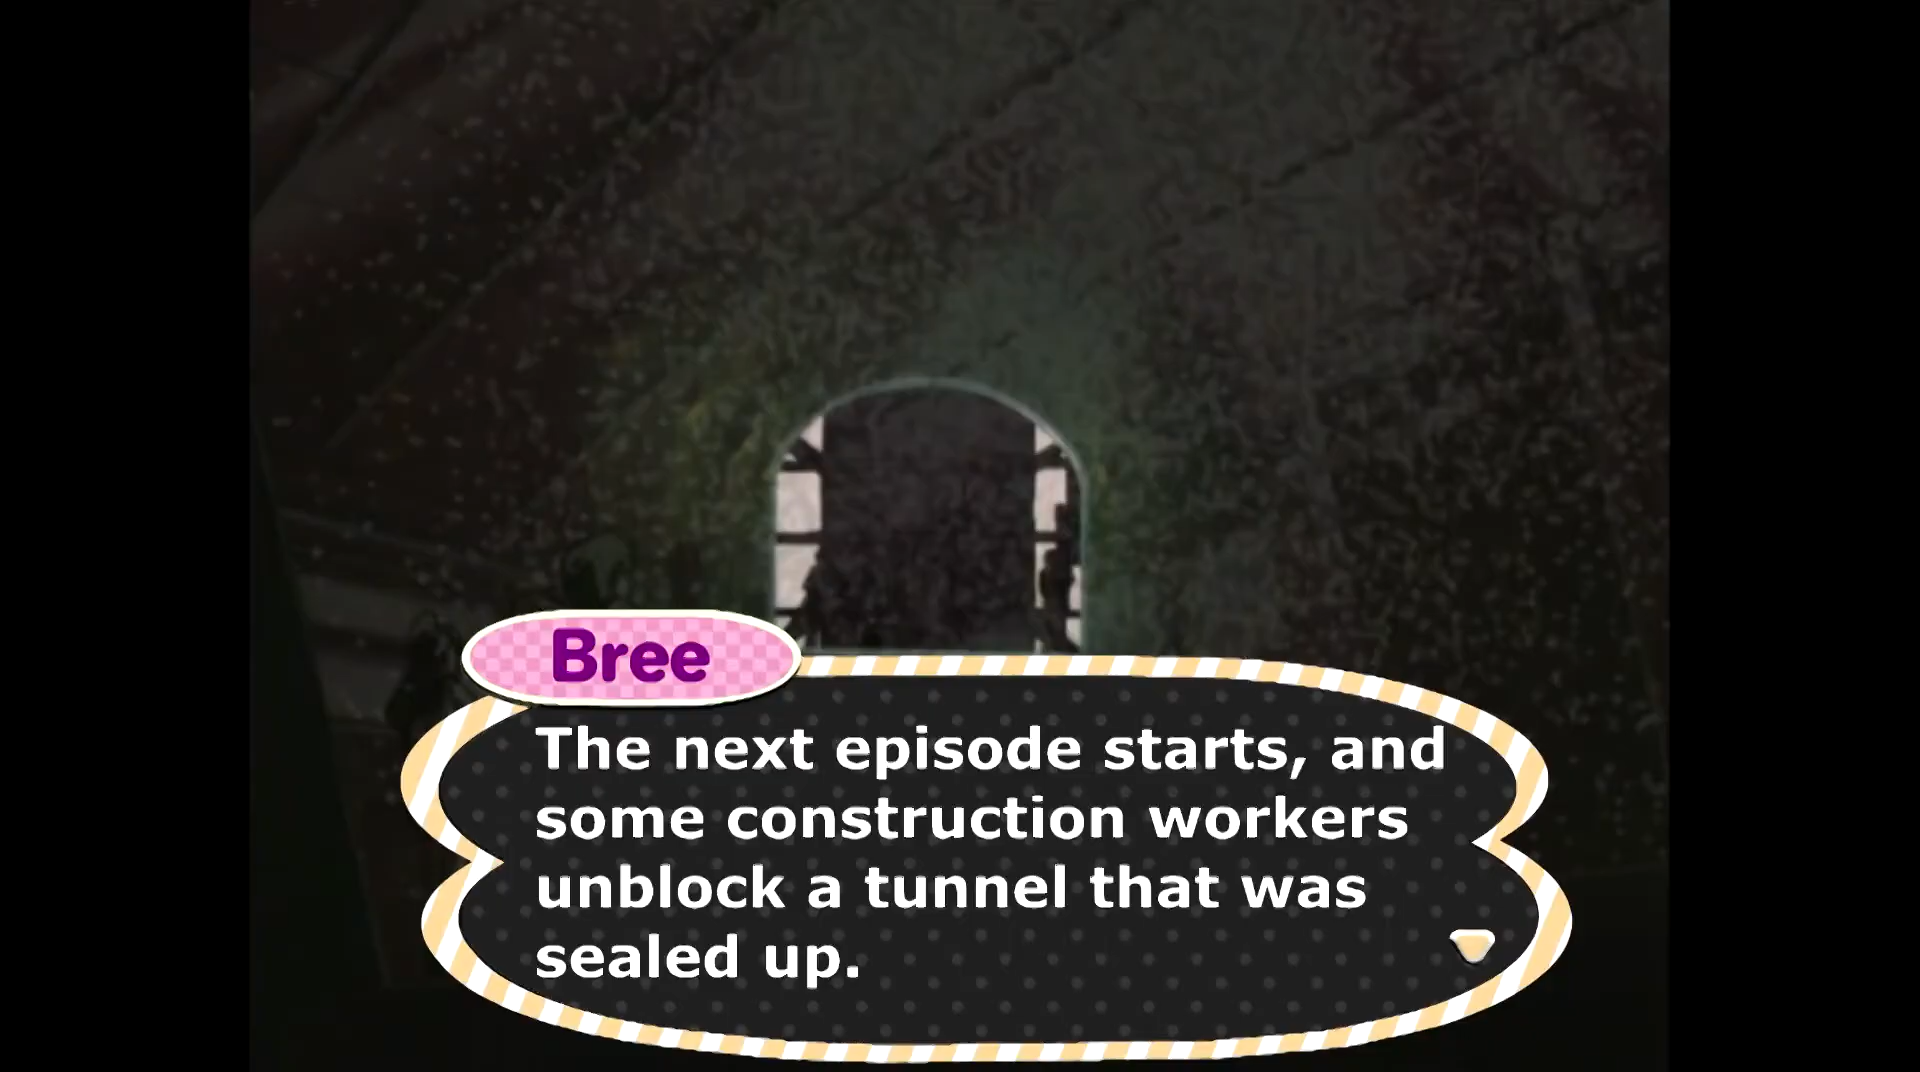 Bree
The next episode starts, and
some construction workers
unblock a tunnel that was
sealed up.